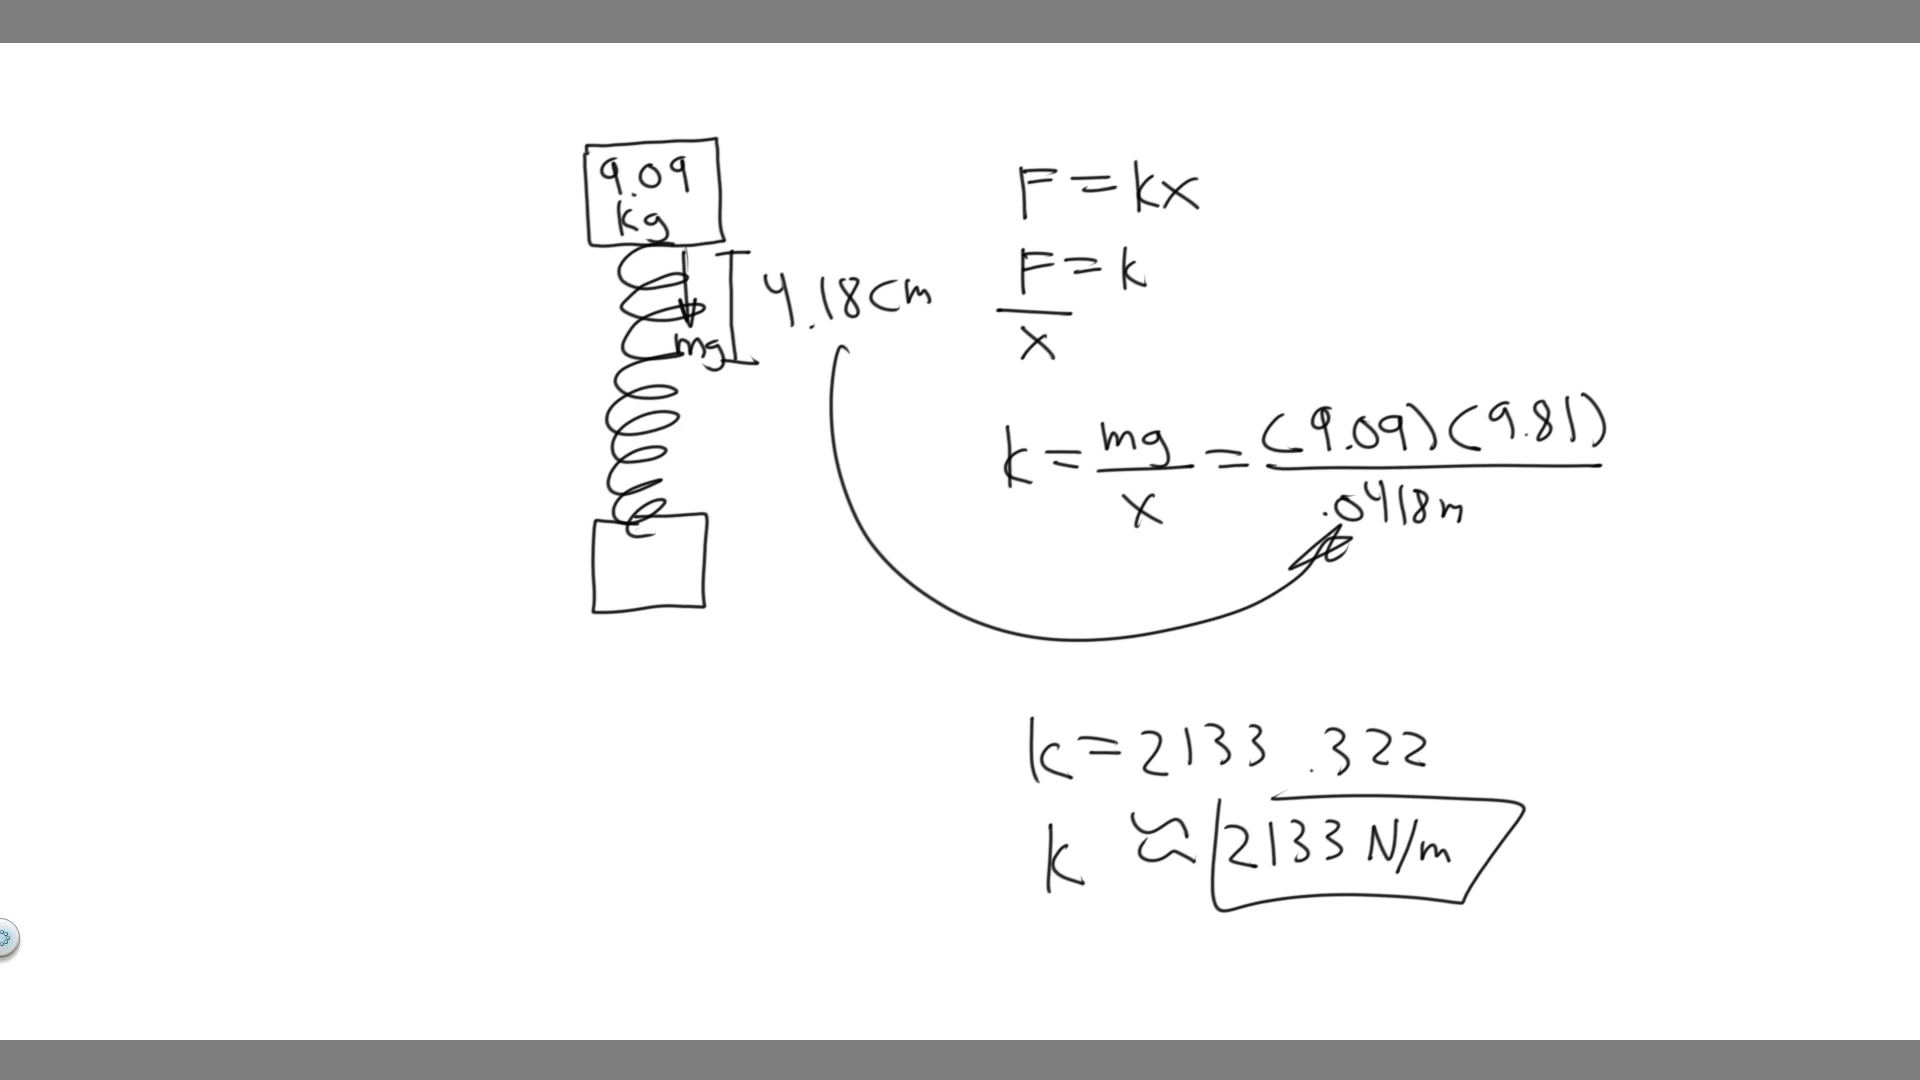 9.09
kg
mg
4.18cm
F=kx
F=k
x
k=mg=(9.09)(9.81)
x .0418m
k=2133.322
k≈2133 N/m